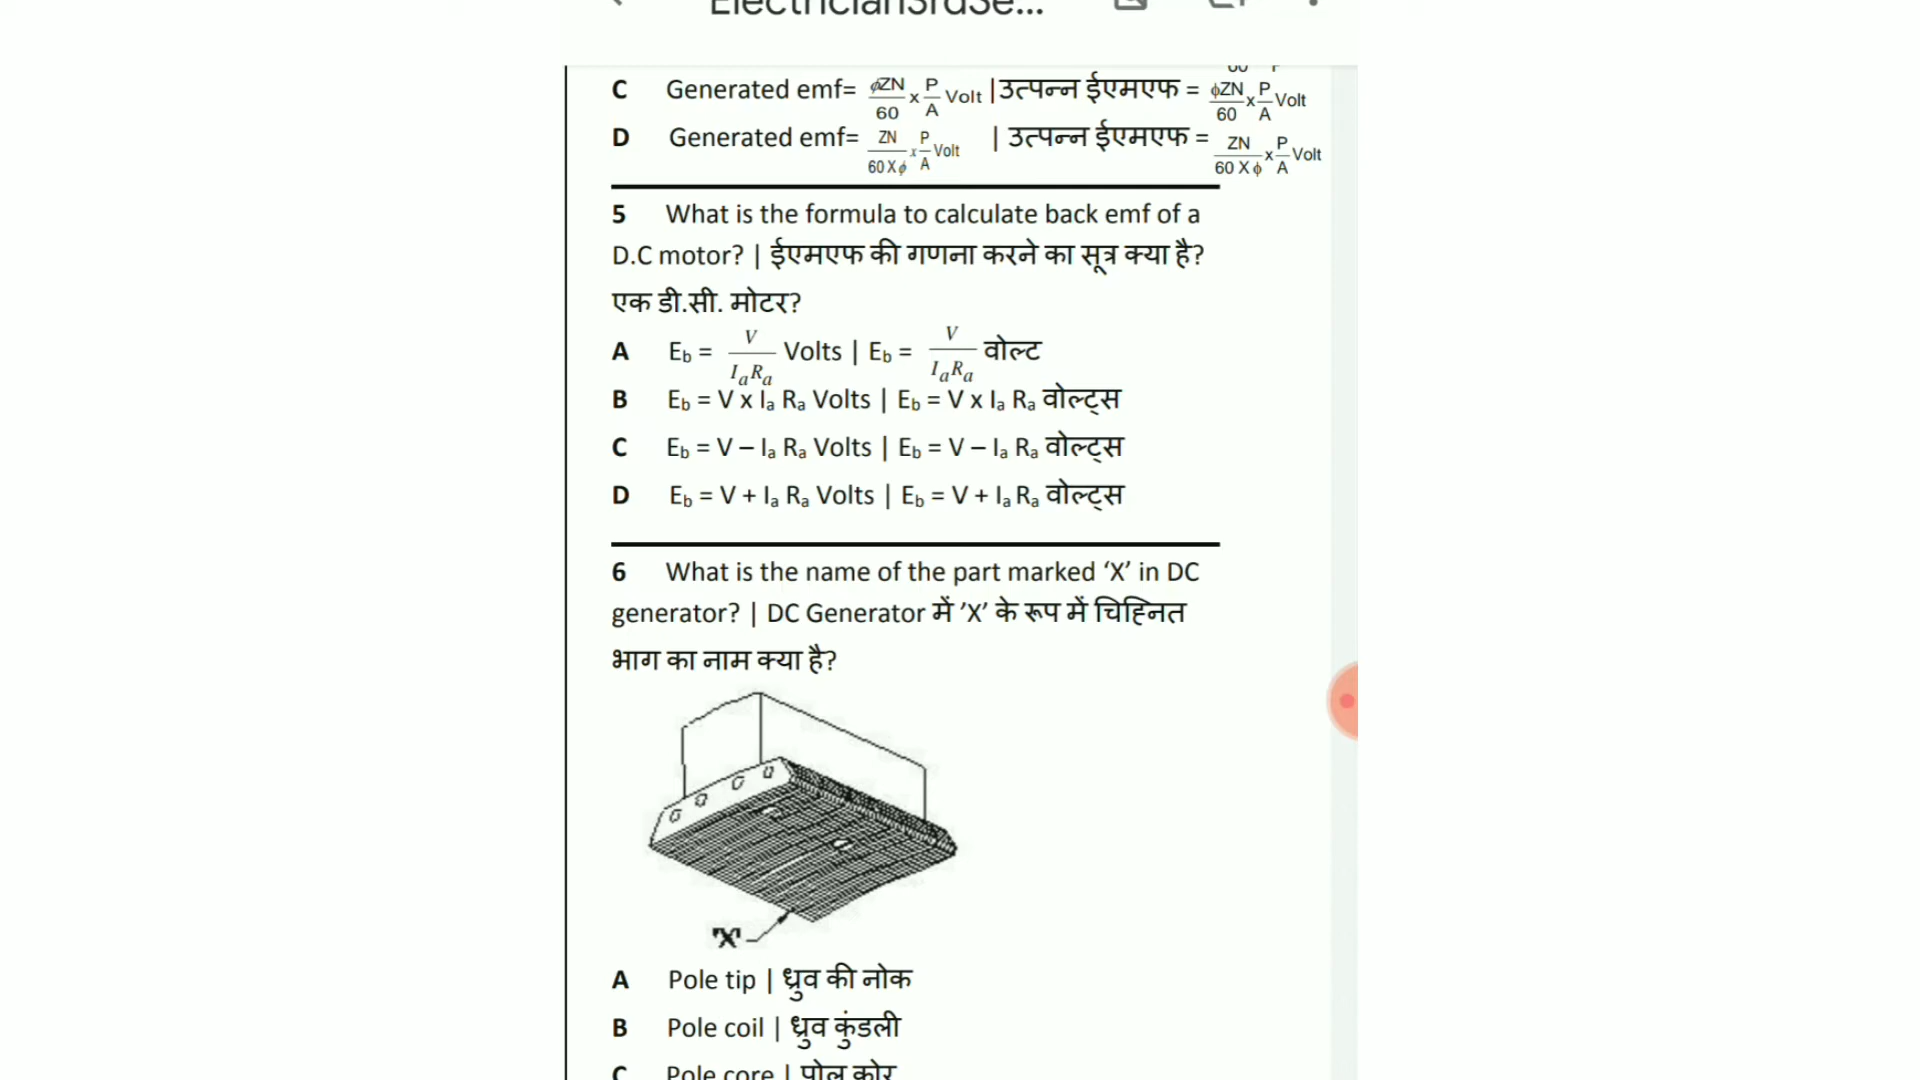 Electrician3rdSe...
C Generated emf= ϕZN/60 x P/A Volt | उत्पन्न ईएमएफ = ϕZN/60 x P/A Volt
D Generated emf= ZN/60 X ϕ x P/A Volt | उत्पन्न ईएमएफ = ZN/60 X ϕ x P/A Volt
5 What is the formula to calculate back emf of a
D.C motor? | ईएमएफ की गणना करने का सूत्र क्या है?
एक डी.सी. मोटर?
A Eb = V/IaRa Volts | Eb = V/IaRa वोल्ट
B Eb = V x Ia Ra Volts | Eb = V x Ia Ra वोल्ट्स
C Eb = V – Ia Ra Volts | Eb = V – Ia Ra वोल्ट्स
D Eb = V + Ia Ra Volts | Eb = V + Ia Ra वोल्ट्स
6 What is the name of the part marked ‘X’ in DC
generator? | DC Generator में ’X’ के रूप में चिह्नित
भाग का नाम क्या है?
"X"
A Pole tip | ध्रुव की नोक
B Pole coil | ध्रुव कुंडली
C Pole core | पोल कोर